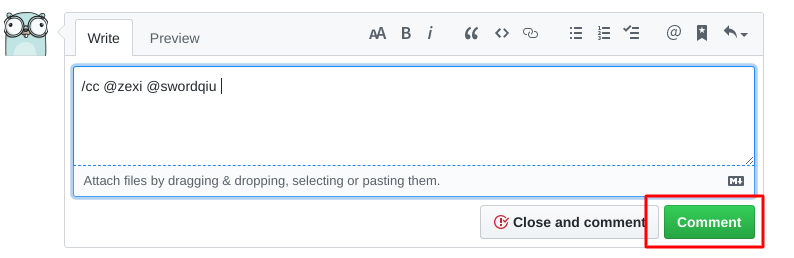 Write
Preview
AA B i
/cc @zexi @swordqiu
Attach files by dragging & dropping, selecting or pasting them.
Close and comment
Comment